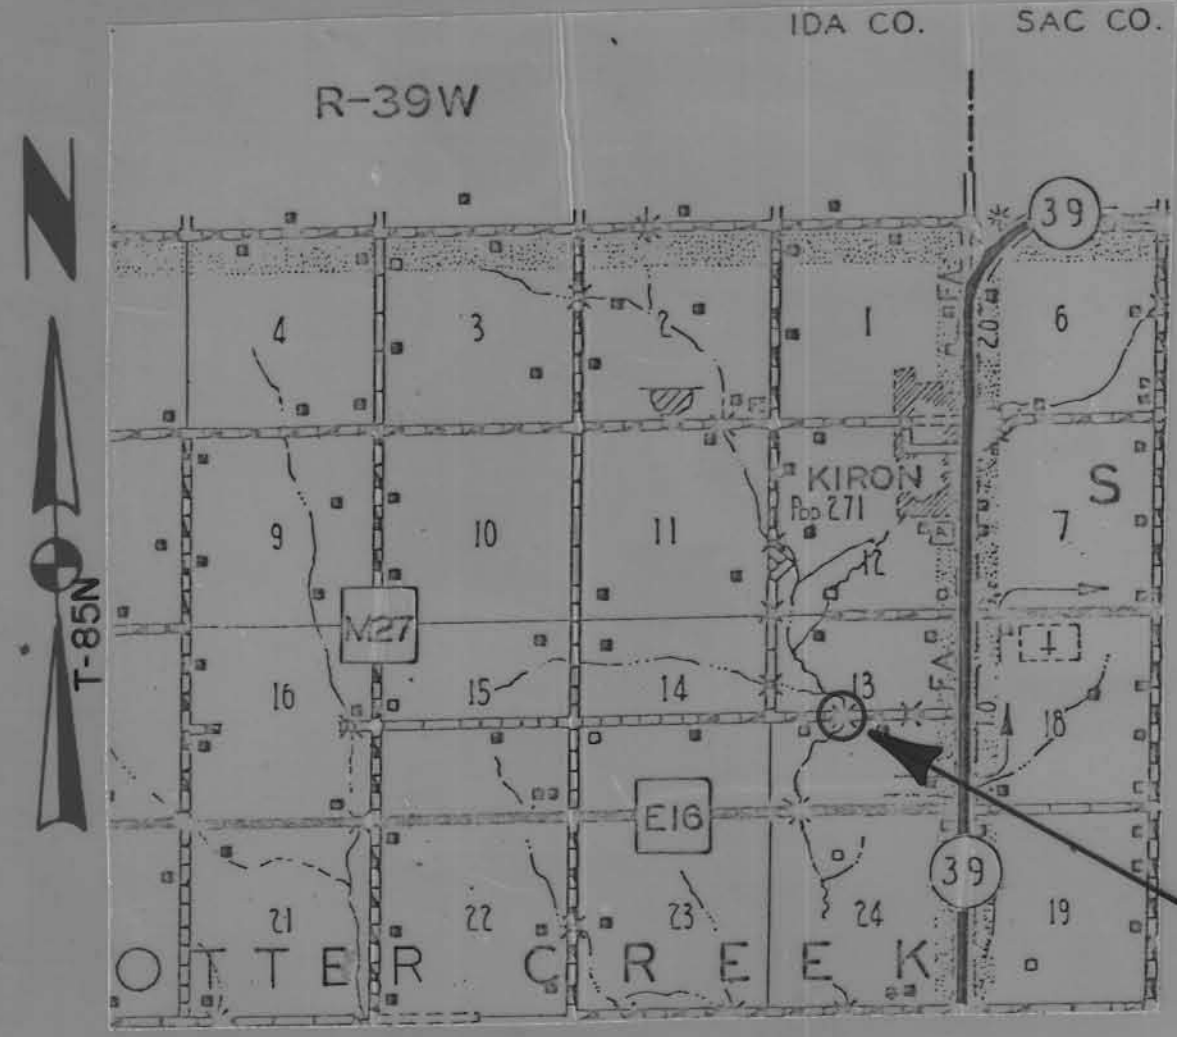 IDA CO. SAC CO.
R-39W
N
39
4 3 2 1 6
FA
2.0
KIRON
Pop 271
S
9 10 11 12 7
T-85N
M27
16 15 14 13 18
FA
1.0
E16
39
21 22 23 24 19
OTTER CREEK